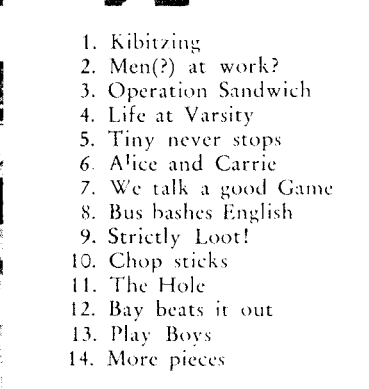 1. Kibitzing
2. Men(?) at work?
3. Operation Sandwich
4. Life at Varsity
5. Tiny never stops
6. Alice and Carrie
7. We talk a good Game
8. Bus bashes English
9. Strictly Loot!
10. Chop sticks
11. The Hole
12. Bay beats it out
13. Play Boys
14. More pieces